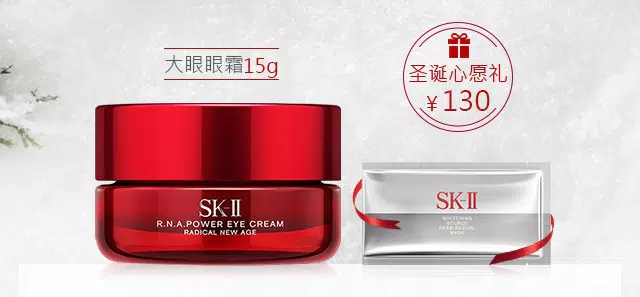 大眼眼霜15g
圣诞心愿礼
￥130
SK-II
R.N.A.POWER EYE CREAM
RADICAL NEW AGE
SK-II
WHITENING
SOURCE
DERM-REVIVAL
MASK